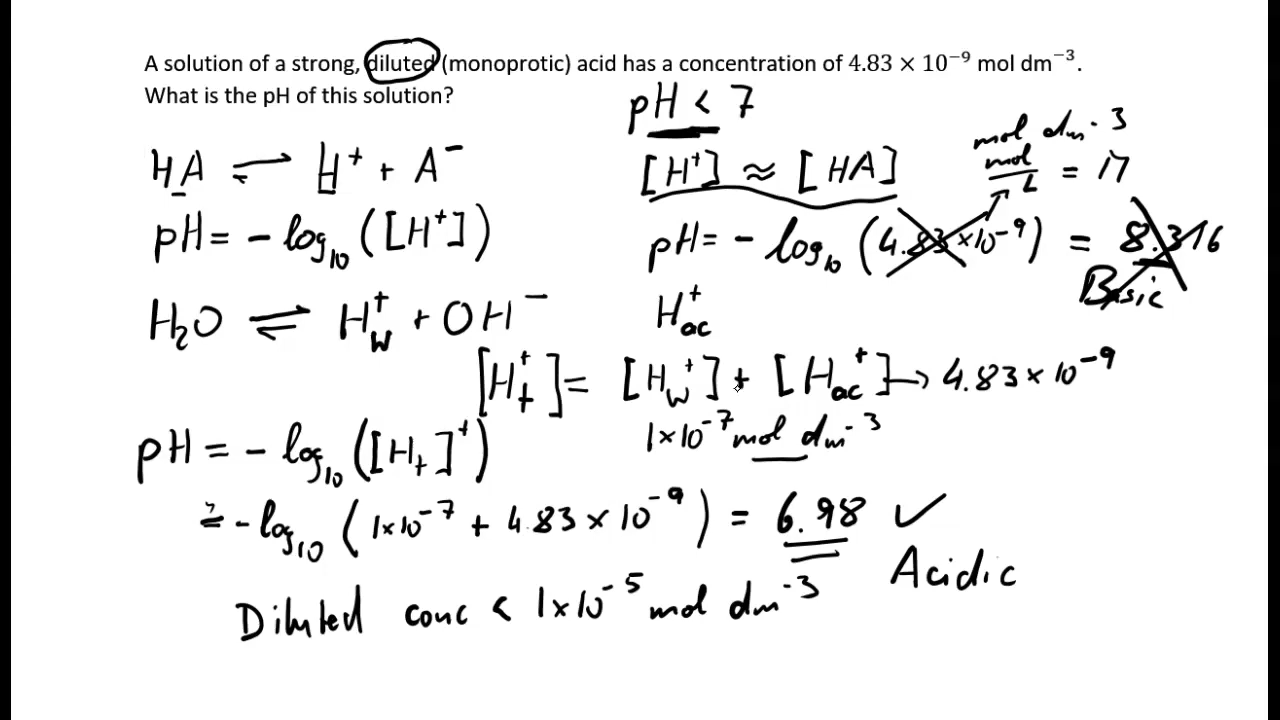 A solution of a strong, diluted (monoprotic) acid has a concentration of 4.83 × 10⁻⁹ mol dm⁻³.
What is the pH of this solution?
pH < 7
HA ⇌ H⁺ + A⁻
[H⁺] ≈ [HA]
mol dm⁻³
mol/L = M
pH = - log₁₀ ([H⁺])
pH = - log₁₀ (4.83 × 10⁻⁹) = 8.316
Basic
H₂O ⇌ H⁺w + OH⁻
H⁺ac
[H⁺t] = [H⁺w] + [Hac⁺] → 4.83 × 10⁻⁹
1 × 10⁻⁷ mol dm⁻³
pH = - log₁₀ ([Ht]⁺)
= - log₁₀ (1 × 10⁻⁷ + 4.83 × 10⁻⁹) = 6.98 ✓
Acidic
Diluted conc < 1 × 10⁻⁵ mol dm⁻³